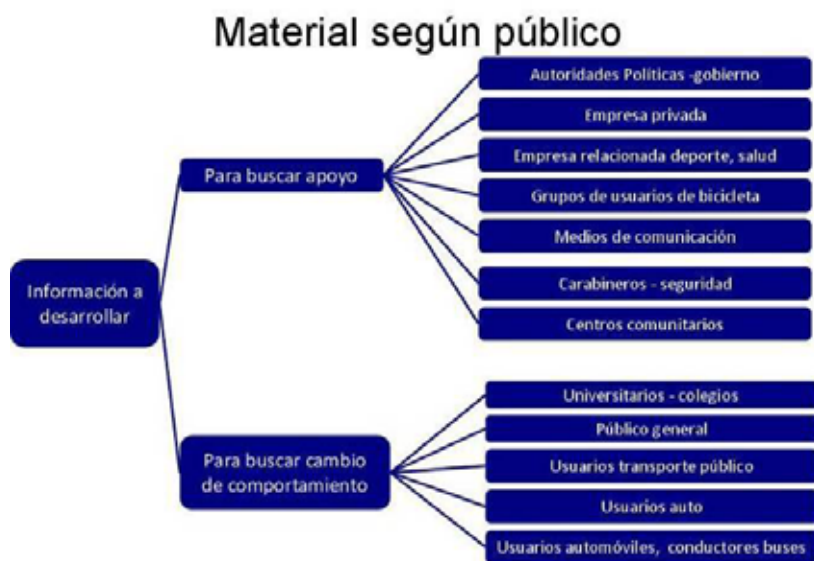 Material según público
Autoridades Políticas -gobierno
Empresa privada
Empresa relacionada deporte, salud
Para buscar apoyo
Grupos de usuarios de bicicleta
Medios de comunicación
Carabineros - seguridad
Centros comunitarios
Información a
desarrollar
Universitarios - colegios
Público general
Para buscar cambio
de comportamiento
Usuarios transporte público
Usuarios auto
Usuarios automóviles, conductores buses